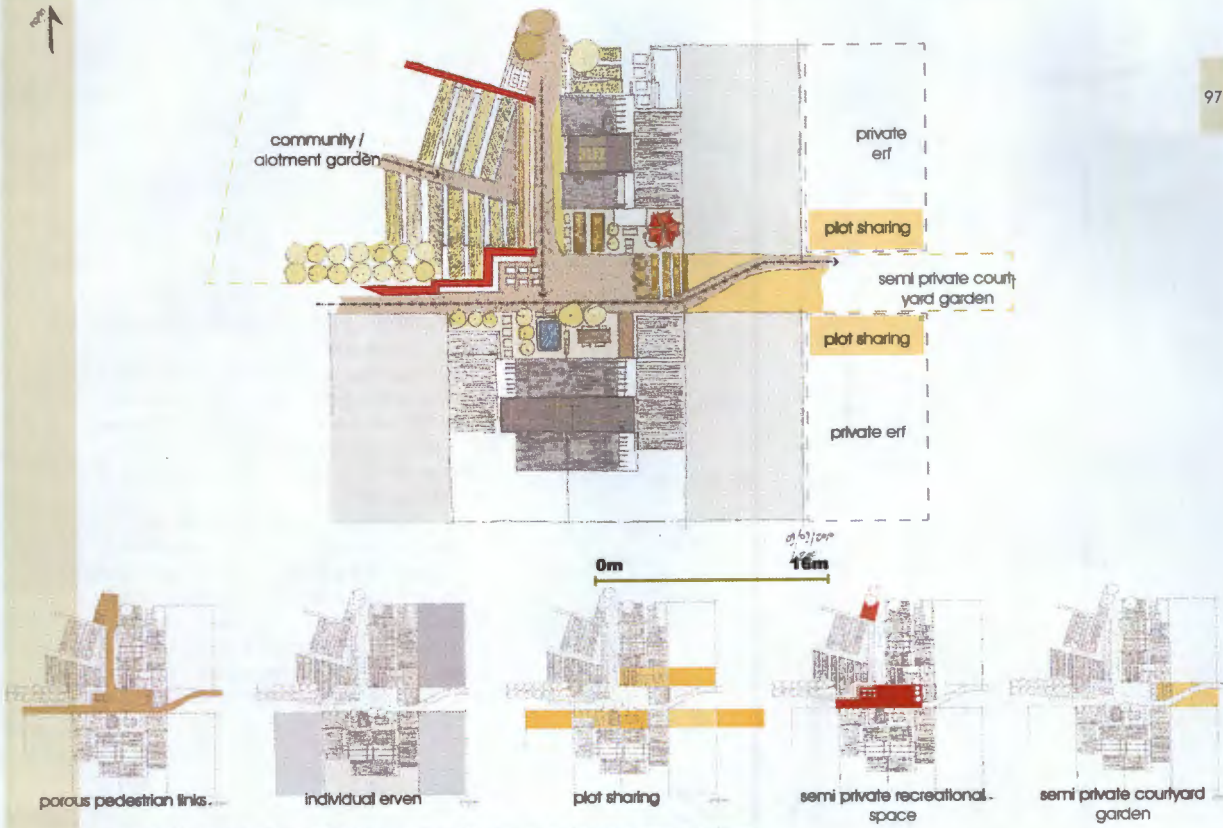 north
97
community /
alotment garden
private
erf
plot sharing
semi private court
yard garden
plot sharing
private erf
0m
16m
porous pedestrian links.
individual erven
plot sharing
semi private recreational.
space
semi private courtyard
garden